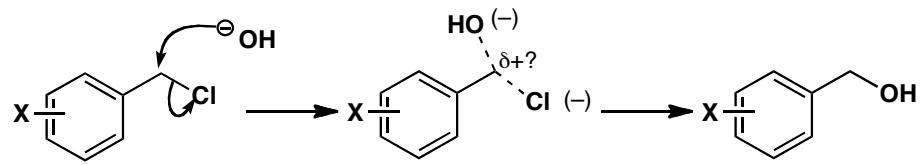 ⊖OH
X Cl
HO (–)
δ+?
X Cl (–)
X OH